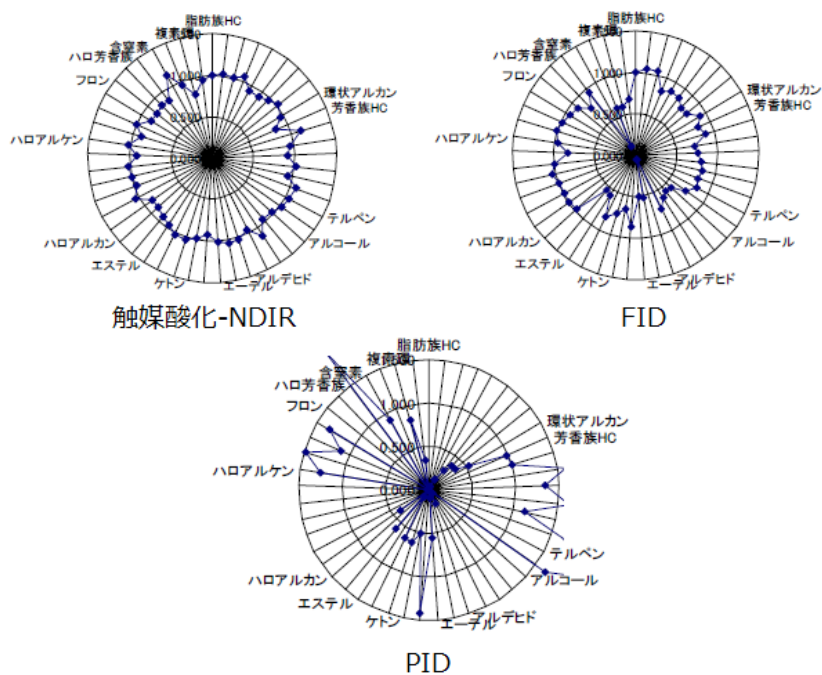 脂肪族HC
環状アルカン
芳香族HC
テルペン
アルコール
アルデヒド
エーテル
ケトン
エステル
ハロアルカン
ハロアルケン
フロン
ハロ芳香族
含窒素
複素環
1.000
0.500
0.000
触媒酸化-NDIR
脂肪族HC
環状アルカン
芳香族HC
テルペン
アルコール
アルデヒド
エーテル
ケトン
エステル
ハロアルカン
ハロアルケン
フロン
ハロ芳香族
含窒素
複素環
1.000
0.500
0.000
FID
脂肪族HC
環状アルカン
芳香族HC
テルペン
アルコール
アルデヒド
エーテル
ケトン
エステル
ハロアルカン
ハロアルケン
フロン
ハロ芳香族
含窒素
複素環
1.000
0.500
0.000
PID